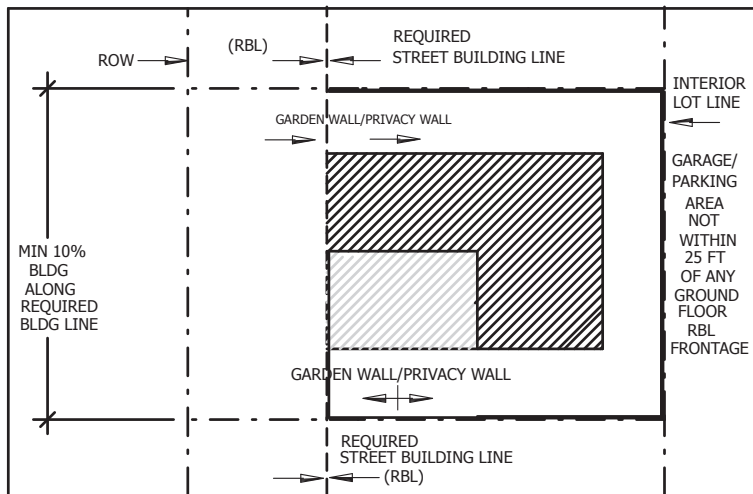 REQUIRED
(RBL)
STREET BUILDING LINE
ROW
INTERIOR
LOT LINE
GARDEN WALL/PRIVACY WALL
GARAGE/
PARKING
AREA
NOT
WITHIN
25 FT
OF ANY
GROUND
FLOOR
RBL
FRONTAGE
MIN 10%
BLDG
ALONG
REQUIRED
BLDG LINE
GARDEN WALL/PRIVACY WALL
REQUIRED
STREET BUILDING LINE
(RBL)